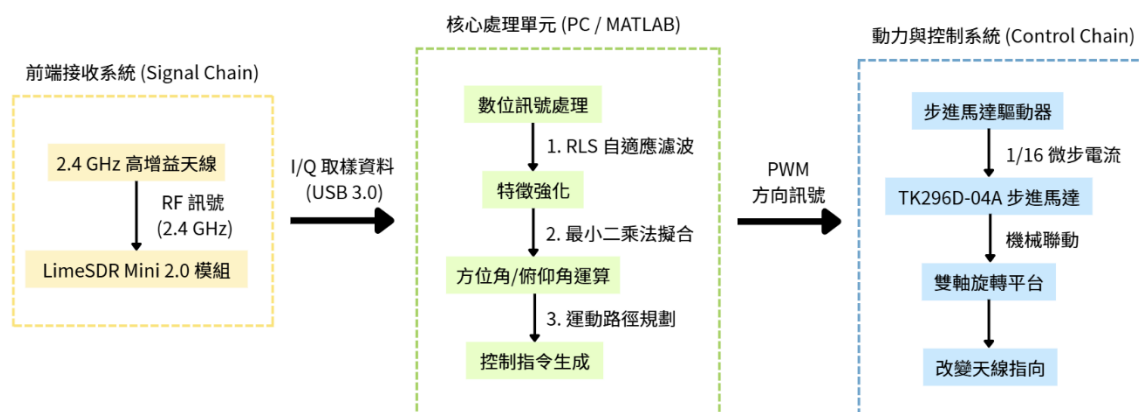 前端接收系統 (Signal Chain)
2.4 GHz 高增益天線
RF 訊號
(2.4 GHz)
LimeSDR Mini 2.0 模組
I/Q 取樣資料
(USB 3.0)
核心處理單元 (PC / MATLAB)
數位訊號處理
1. RLS 自適應濾波
特徵強化
2. 最小二乘法擬合
方位角/俯仰角運算
3. 運動路徑規劃
控制指令生成
PWM
方向訊號
動力與控制系統 (Control Chain)
步進馬達驅動器
1/16 微步電流
TK296D-04A 步進馬達
機械聯動
雙軸旋轉平台
改變天線指向